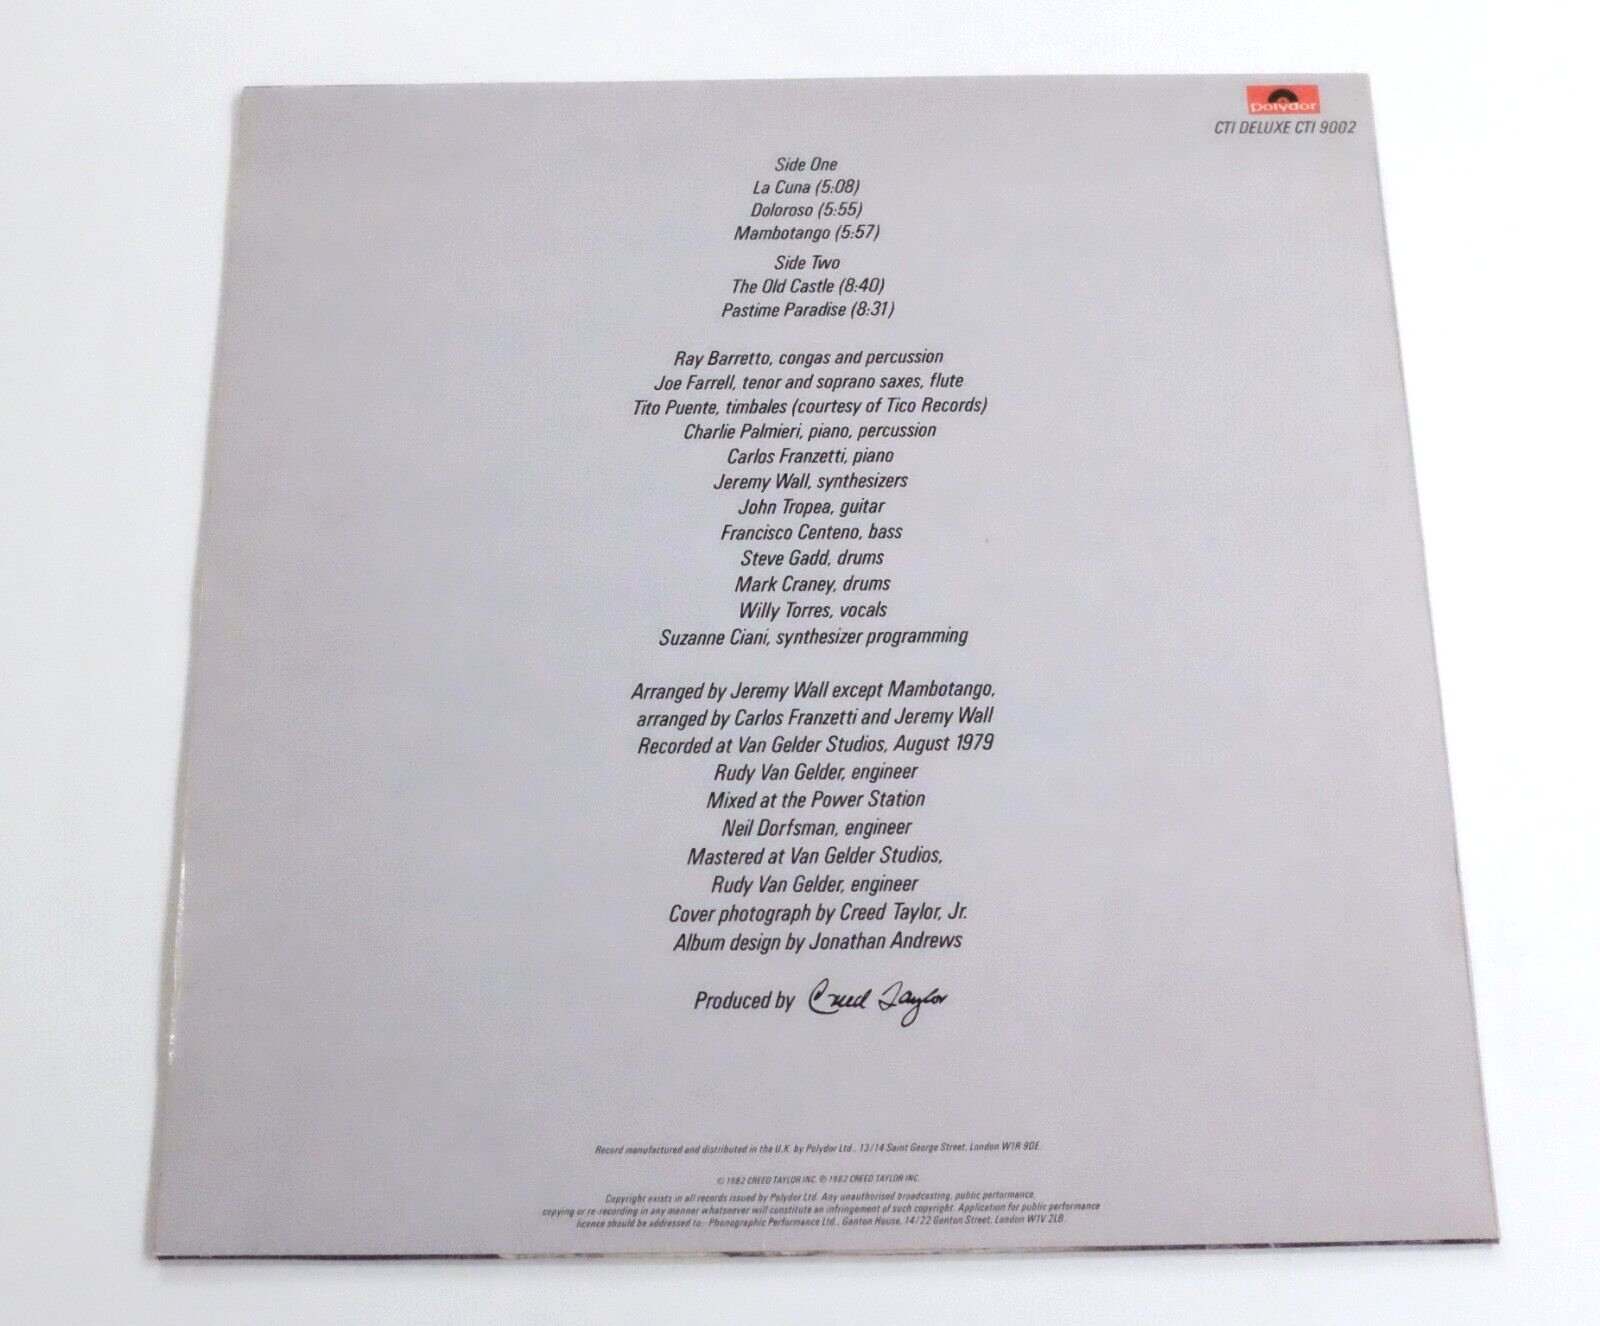 Polydor
CTI DELUXE CTI 9002
Side One
La Cuna (5:08)
Doloroso (5:55)
Mambotango (5:57)
Side Two
The Old Castle (8:40)
Pastime Paradise (8:31)
Ray Barretto, congas and percussion
Joe Farrell, tenor and soprano saxes, flute
Tito Puente, timbales (courtesy of Tico Records)
Charlie Palmieri, piano, percussion
Carlos Franzetti, piano
Jeremy Wall, synthesizers
John Tropea, guitar
Francisco Centeno, bass
Steve Gadd, drums
Mark Craney, drums
Willy Torres, vocals
Suzanne Ciani, synthesizer programming
Arranged by Jeremy Wall except Mambotango,
arranged by Carlos Franzetti and Jeremy Wall
Recorded at Van Gelder Studios, August 1979
Rudy Van Gelder, engineer
Mixed at the Power Station
Neil Dorfsman, engineer
Mastered at Van Gelder Studios,
Rudy Van Gelder, engineer
Cover photograph by Creed Taylor, Jr.
Album design by Jonathan Andrews
Produced by Creed Taylor
Record manufactured and distributed in the U.K. by Polydor Ltd., 13/14 Saint George Street, London W1R 9DE.
© 1982 CREED TAYLOR INC. ℗ 1982 CREED TAYLOR INC.
Copyright exists in all records issued by Polydor Ltd. Any unauthorised broadcasting, public performance,
copying or re-recording in any manner whatsoever will constitute an infringement of such copyright. Application for public performance
licence should be addressed to:- Phonographic Performance Ltd., Ganton House, 14/22 Ganton Street, London W1V 2LB.